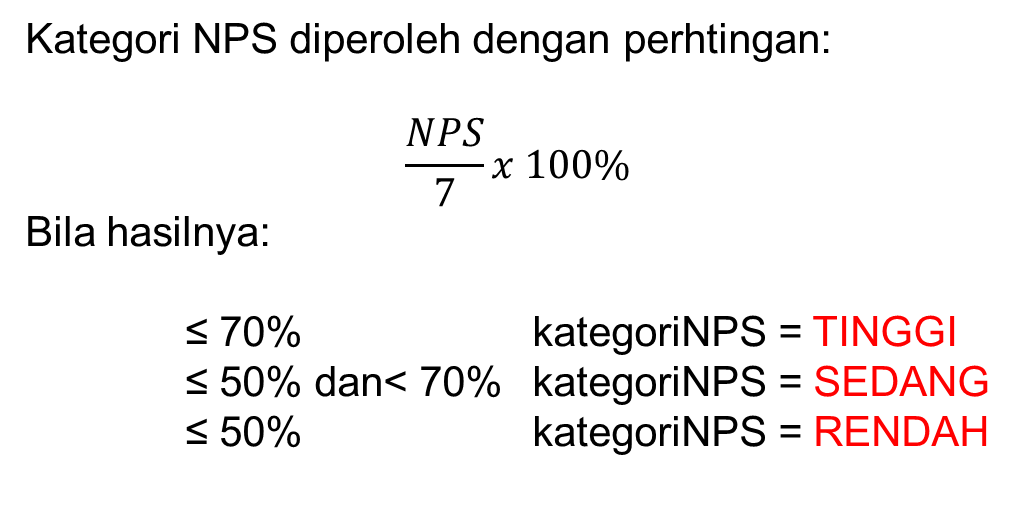 Kategori NPS diperoleh dengan perhtingan:
NPS
7
x 100%
Bila hasilnya:
≤ 70% kategoriNPS = TINGGI
≤ 50% dan< 70% kategoriNPS = SEDANG
≤ 50% kategoriNPS = RENDAH